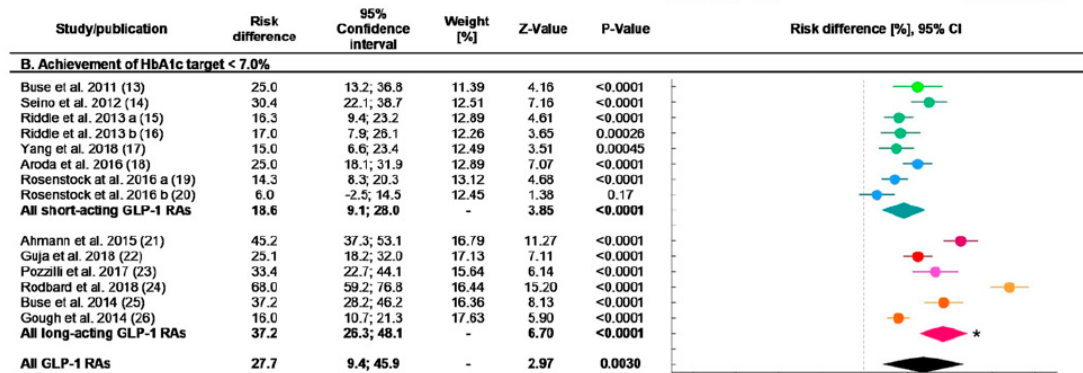 Study/publication Risk difference 95% Confidence interval Weight [%] Z-Value P-Value Risk difference [%], 95% CI
B. Achievement of HbA1c target < 7.0%
Buse et al. 2011 (13) 25.0 13.2; 36.8 11.39 4.16 <0.0001
Seino et al. 2012 (14) 30.4 22.1; 38.7 12.51 7.16 <0.0001
Riddle et al. 2013 a (15) 16.3 9.4; 23.2 12.89 4.61 <0.0001
Riddle et al. 2013 b (16) 17.0 7.9; 26.1 12.26 3.65 0.00026
Yang et al. 2018 (17) 15.0 6.6; 23.4 12.49 3.51 0.00045
Aroda et al. 2016 (18) 25.0 18.1; 31.9 12.89 7.07 <0.0001
Rosenstock at al. 2016 a (19) 14.3 8.3; 20.3 13.12 4.68 <0.0001
Rosenstock et al. 2016 b (20) 6.0 -2.5; 14.5 12.45 1.38 0.17
All short-acting GLP-1 RAs 18.6 9.1; 28.0 - 3.85 <0.0001
Ahmann et al. 2015 (21) 45.2 37.3; 53.1 16.79 11.27 <0.0001
Guja et al. 2018 (22) 25.1 18.2; 32.0 17.13 7.11 <0.0001
Pozzilli et al. 2017 (23) 33.4 22.7; 44.1 15.64 6.14 <0.0001
Rodbard et al. 2018 (24) 68.0 59.2; 76.8 16.44 15.20 <0.0001
Buse et al. 2014 (25) 37.2 28.2; 46.2 16.36 8.13 <0.0001
Gough et al. 2014 (26) 16.0 10.7; 21.3 17.63 5.90 <0.0001
All long-acting GLP-1 RAs 37.2 26.3; 48.1 - 6.70 <0.0001 *
All GLP-1 RAs 27.7 9.4; 45.9 - 2.97 0.0030